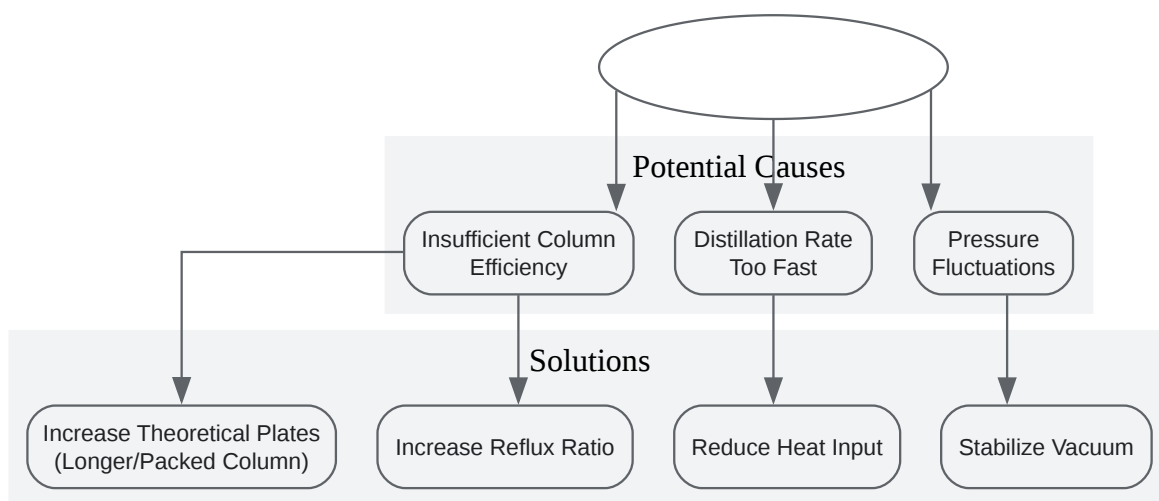 Potential Causes
Insufficient Column
Efficiency
Distillation Rate
Too Fast
Pressure
Fluctuations
Solutions
Increase Theoretical Plates
(Longer/Packed Column)
Increase Reflux Ratio
Reduce Heat Input
Stabilize Vacuum